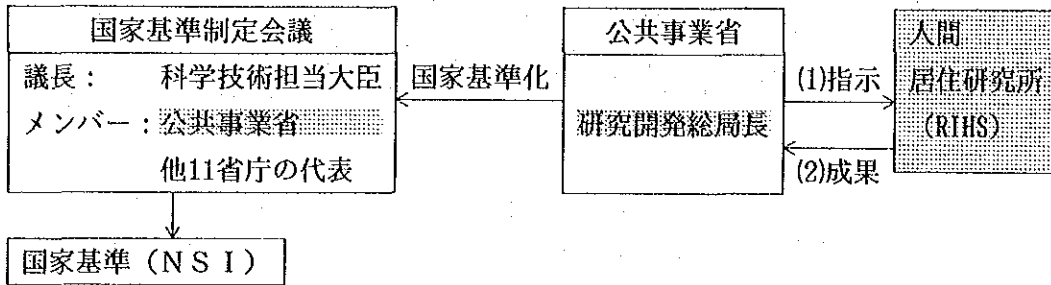 国家基準制定会議
議長： 科学技術担当大臣
メンバー：公共事業省
他11省庁の代表
国家基準化
公共事業省
研究開発総局長
(1)指示
(2)成果
人間
居住研究所
(RIHS)
国家基準（ＮＳＩ）